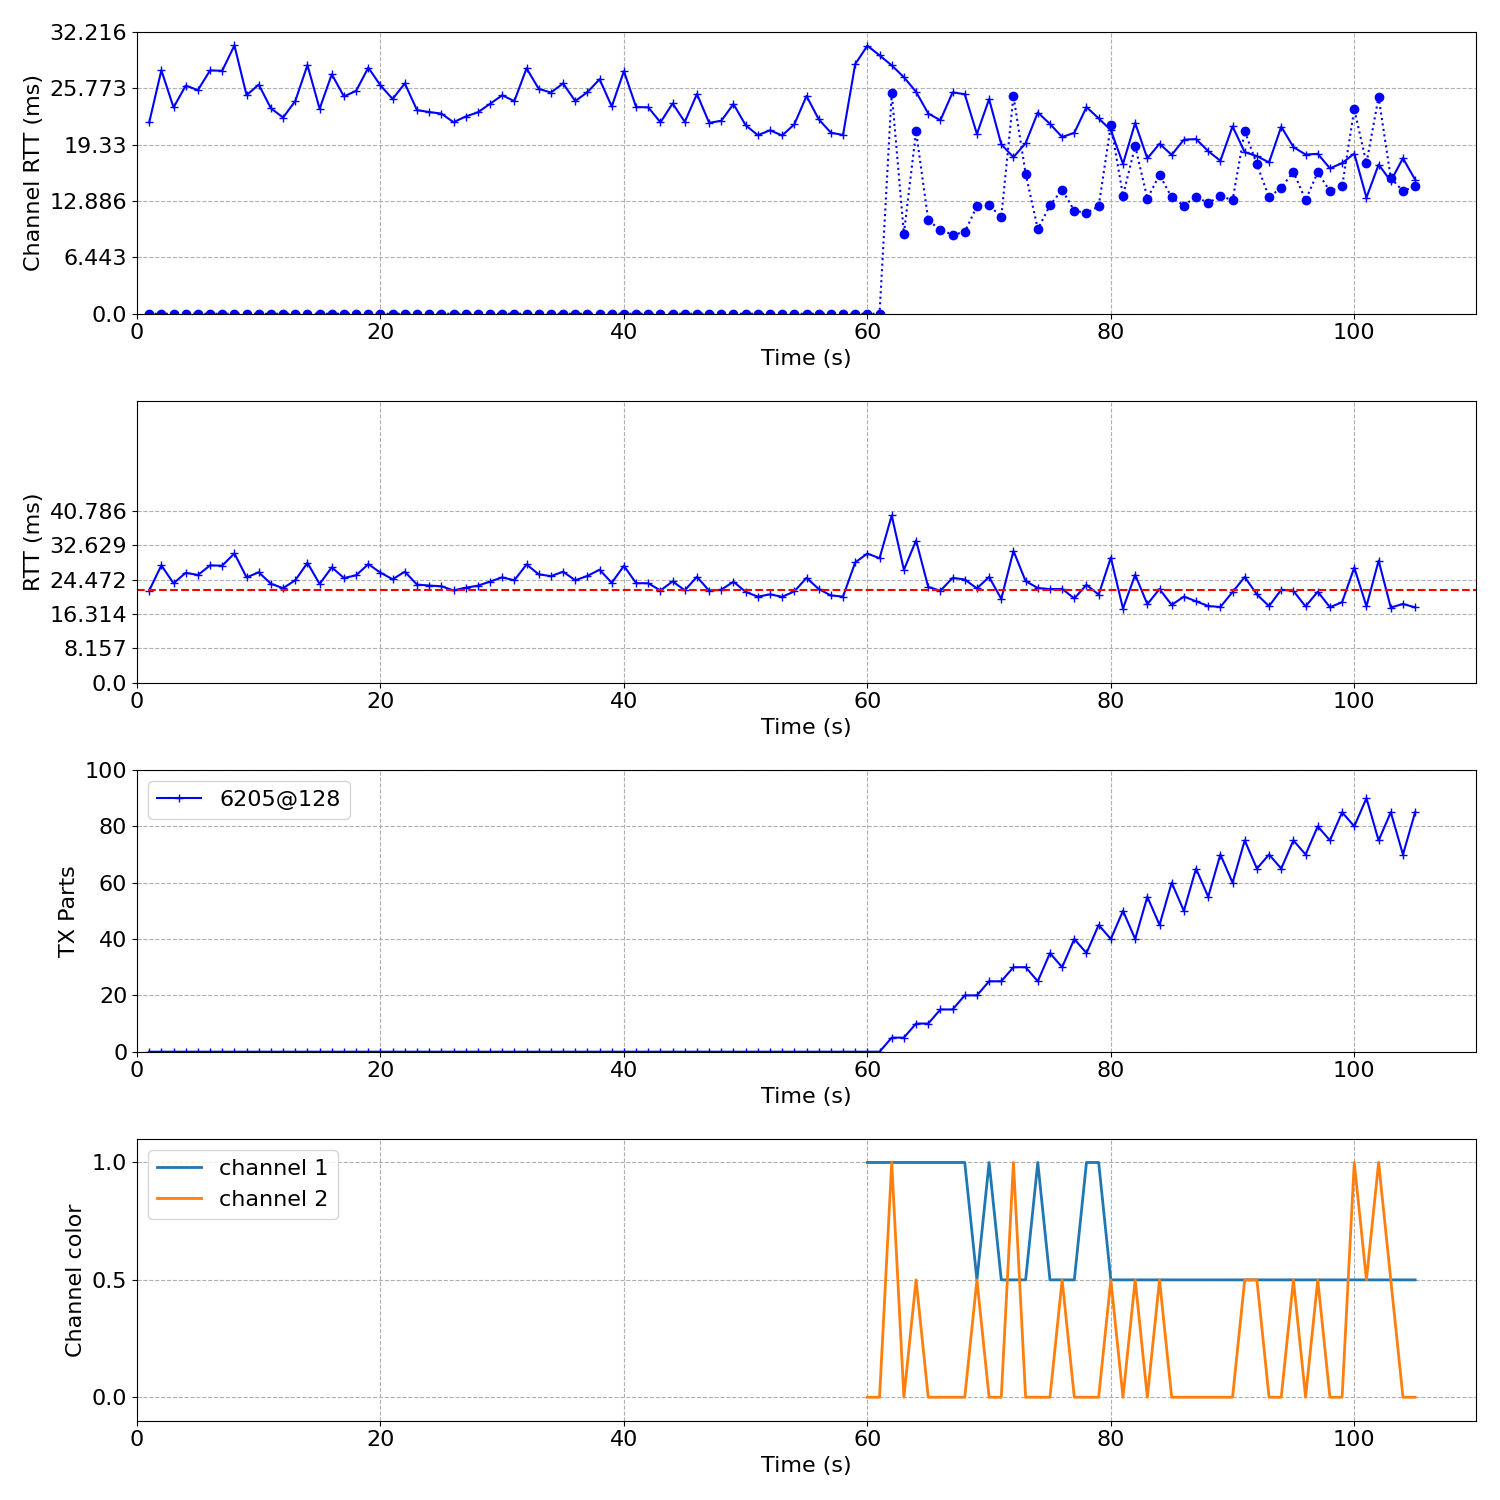 Channel RTT (ms)
32.216
25.773
19.33
12.886
6.443
0.0
0 20 40 60 80 100
Time (s)
RTT (ms)
40.786
32.629
24.472
16.314
8.157
0.0
0 20 40 60 80 100
Time (s)
TX Parts
100
80
60
40
20
0
6205@128
0 20 40 60 80 100
Time (s)
Channel color
1.0
0.5
0.0
channel 1
channel 2
0 20 40 60 80 100
Time (s)